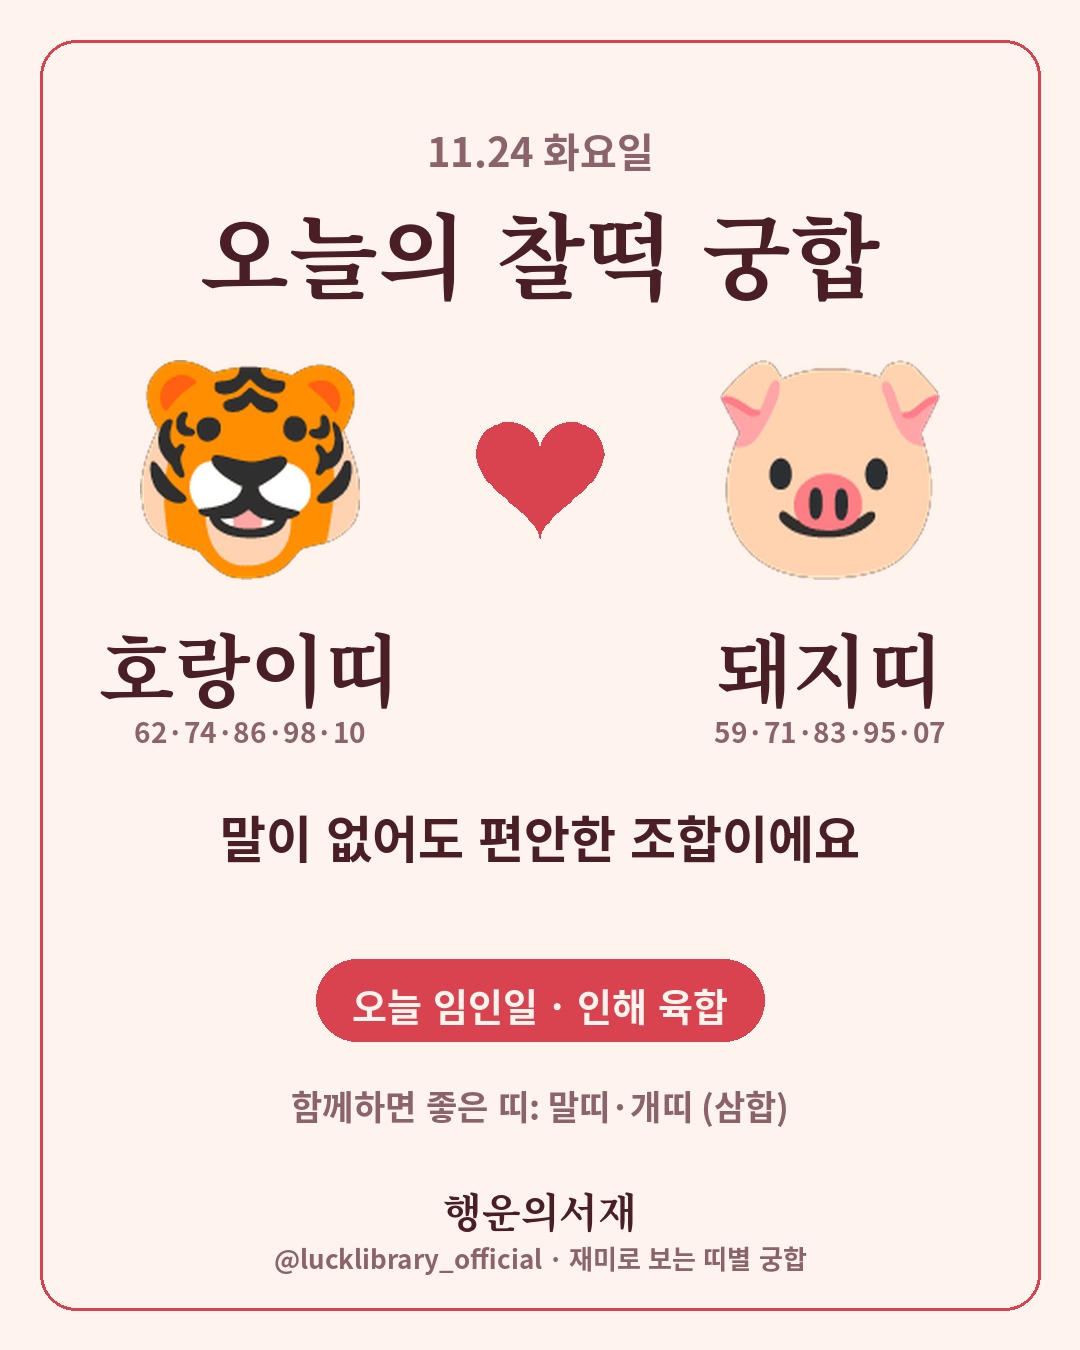 11.24 화요일
오늘의 찰떡 궁합
호랑이띠
62·74·86·98·10
돼지띠
59·71·83·95·07
말이 없어도 편안한 조합이에요
오늘 임인일 · 인해 육합
함께하면 좋은 띠: 말띠·개띠 (삼합)
행운의서재
@lucklibrary_official · 재미로 보는 띠별 궁합